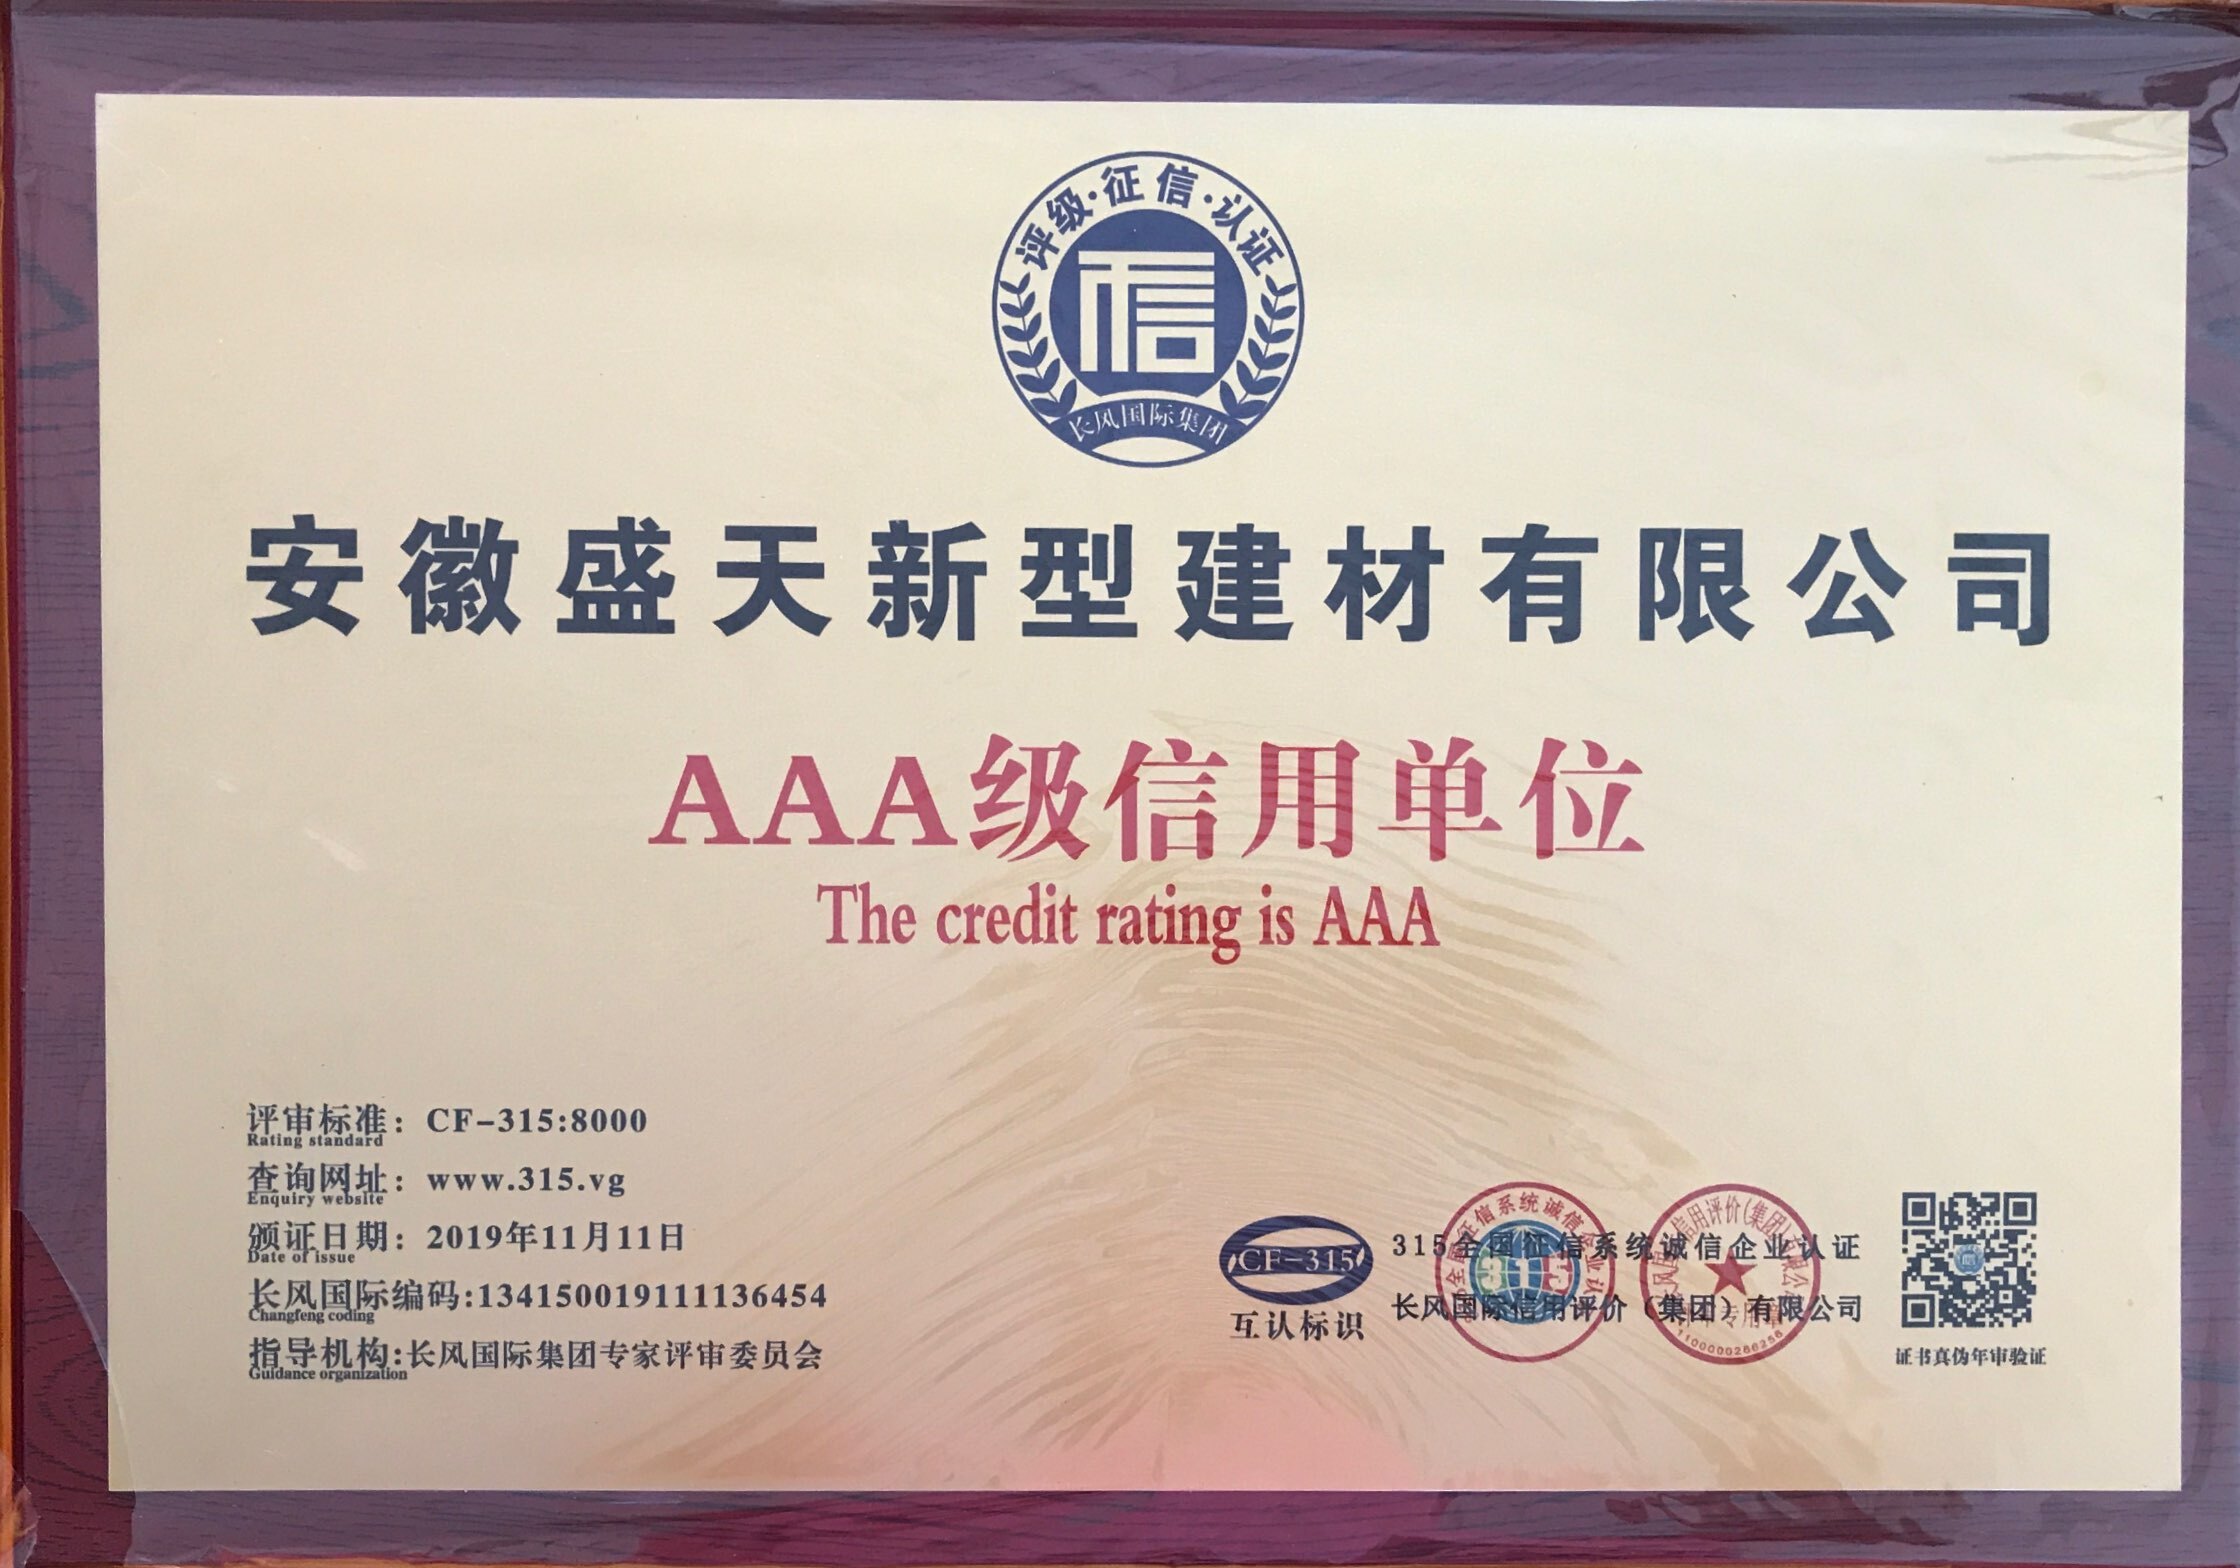 评级·征信·认证
信
长风国际集团
安徽盛天新型建材有限公司
AAA级信用单位
The credit rating is AAA
评审标准：CF-315:8000
Rating standard
查询网址：www.315.vg
Enquiry website
颁证日期：2019年11月11日
Date of issue
长风国际编码:134150019111136454
Changfeng coding
指导机构:长风国际集团专家评审委员会
Guidance organization
CF-315
互认标识
315全国征信系统诚信企业认证
长风国际信用评价（集团）有限公司
315
证书真伪年审验证